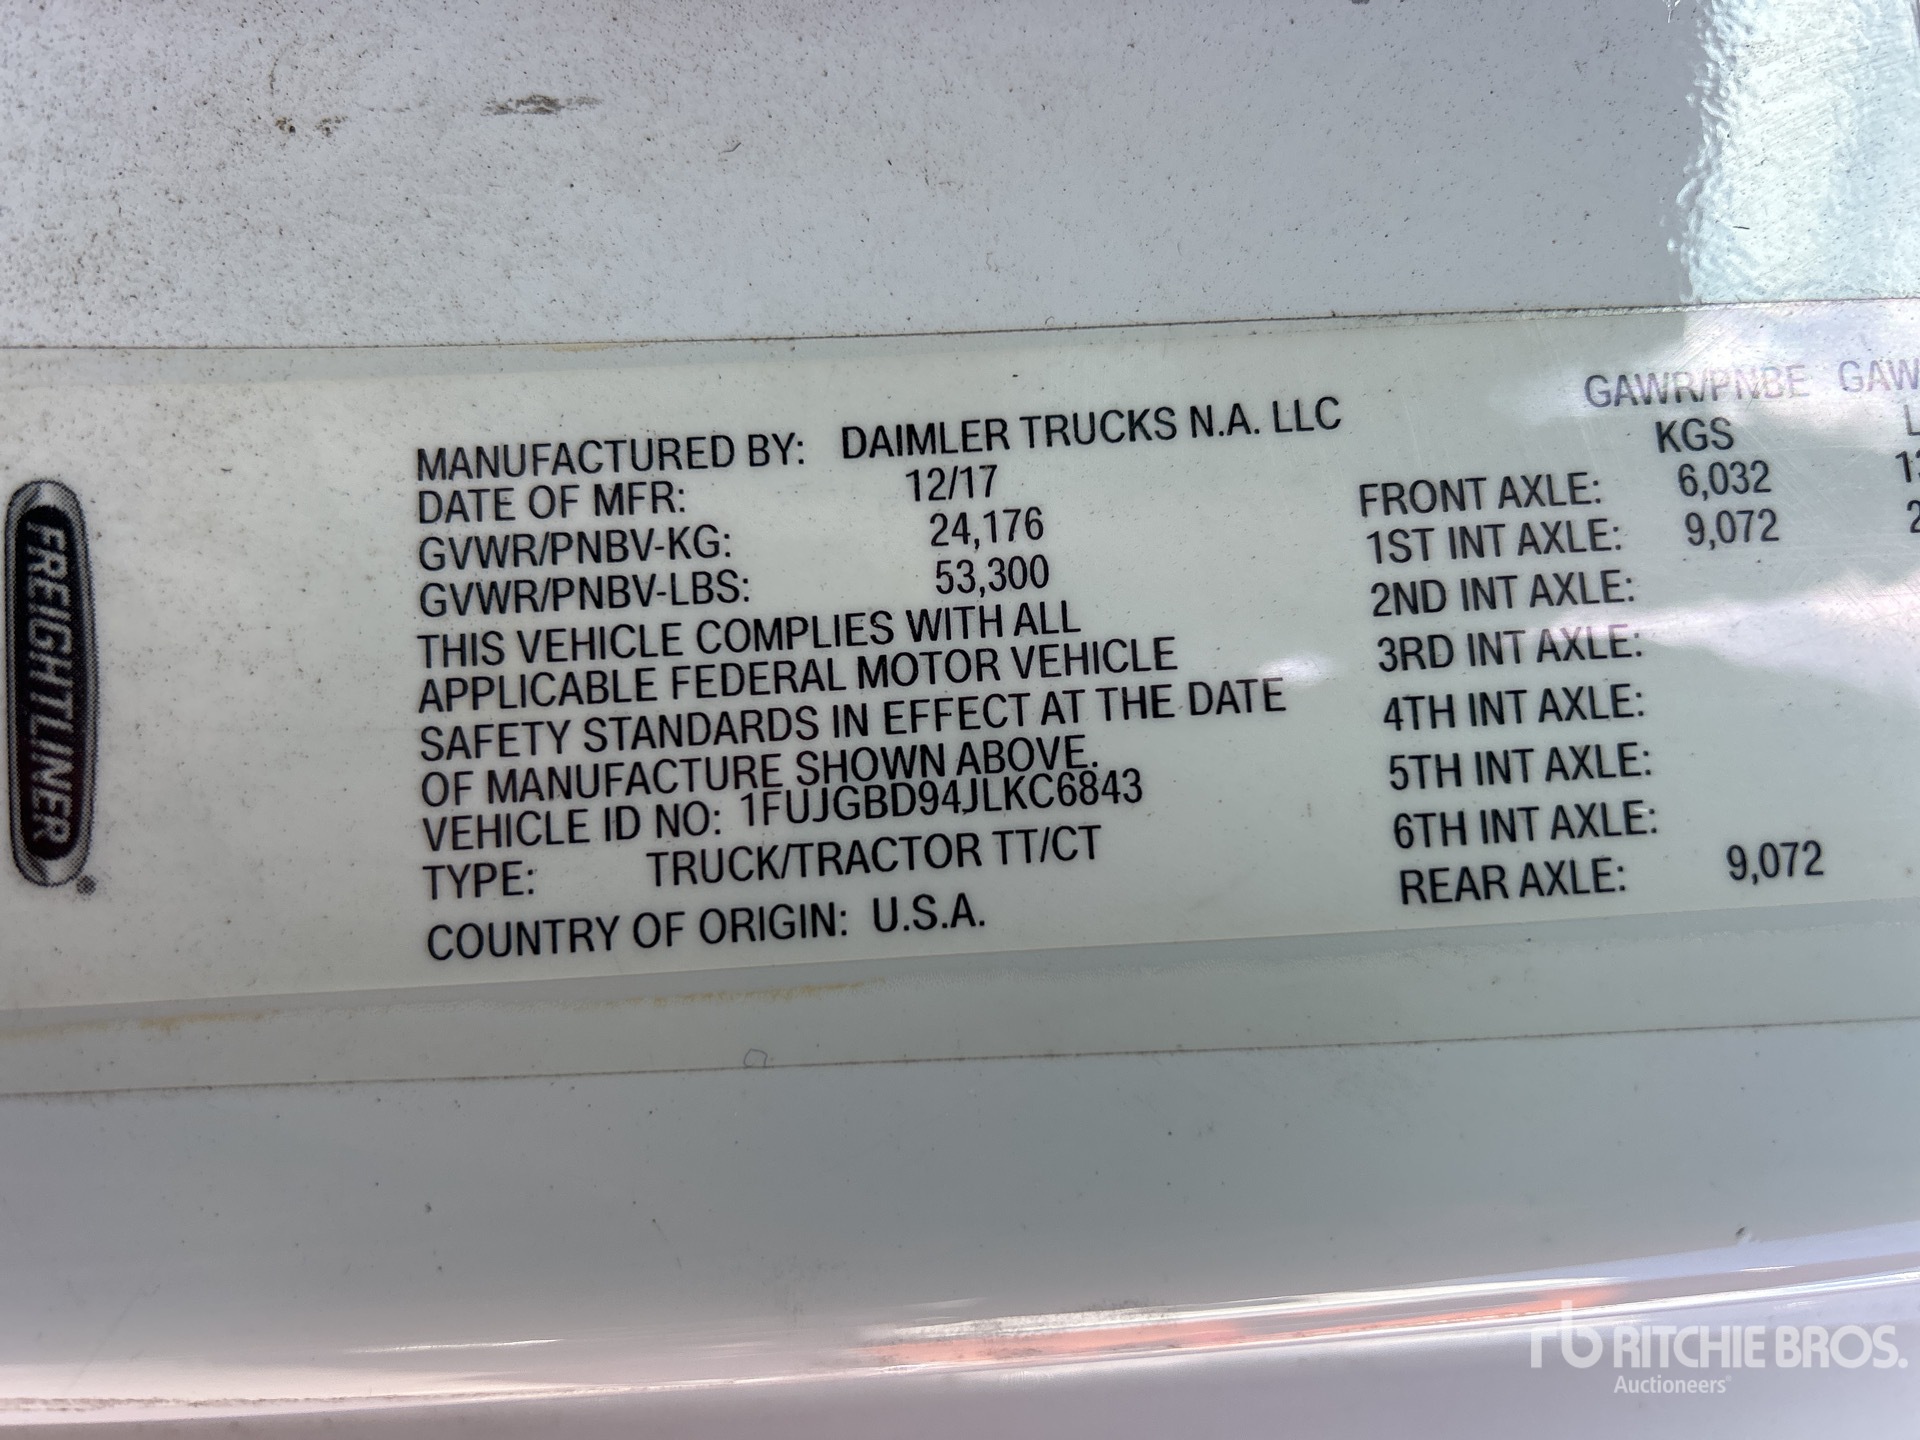 FREIGHTLINER®
MANUFACTURED BY: DAIMLER TRUCKS N.A. LLC
DATE OF MFR: 12/17
GVWR/PNBV-KG: 24,176
GVWR/PNBV-LBS: 53,300
THIS VEHICLE COMPLIES WITH ALL
APPLICABLE FEDERAL MOTOR VEHICLE
SAFETY STANDARDS IN EFFECT AT THE DATE
OF MANUFACTURE SHOWN ABOVE.
VEHICLE ID NO: 1FUJGBD94JLKC6843
TYPE: TRUCK/TRACTOR TT/CT
COUNTRY OF ORIGIN: U.S.A.
GAWR/PNBE GAW
KGS L
FRONT AXLE: 6,032
1ST INT AXLE: 9,072 2
2ND INT AXLE:
3RD INT AXLE:
4TH INT AXLE:
5TH INT AXLE:
6TH INT AXLE:
REAR AXLE: 9,072
rb RITCHIE BROS.
Auctioneers